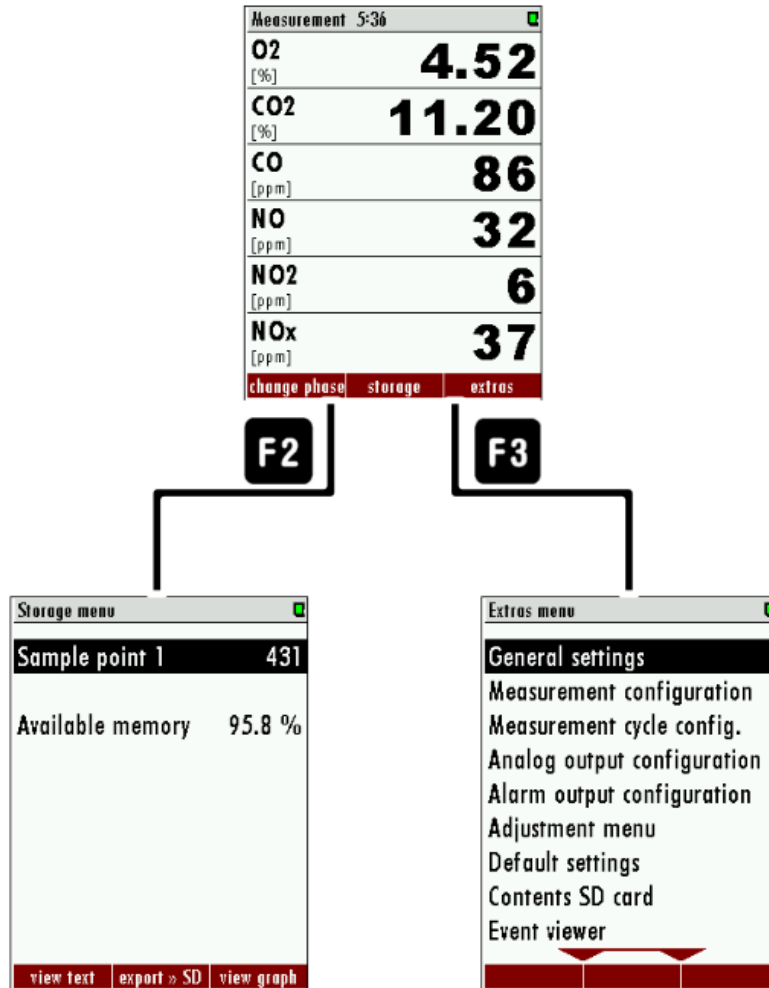 Measurement 5:36
O2 4.52
[%]
CO2 11.20
[%]
CO 86
[ppm]
NO 32
[ppm]
NO2 6
[ppm]
NOx 37
[ppm]
change phase storage extras
F2 F3
Storage menu
Sample point 1 431
Available memory 95.8 %
view text export » SD view graph
Extras menu
General settings
Measurement configuration
Measurement cycle config.
Analog output configuration
Alarm output configuration
Adjustment menu
Default settings
Contents SD card
Event viewer